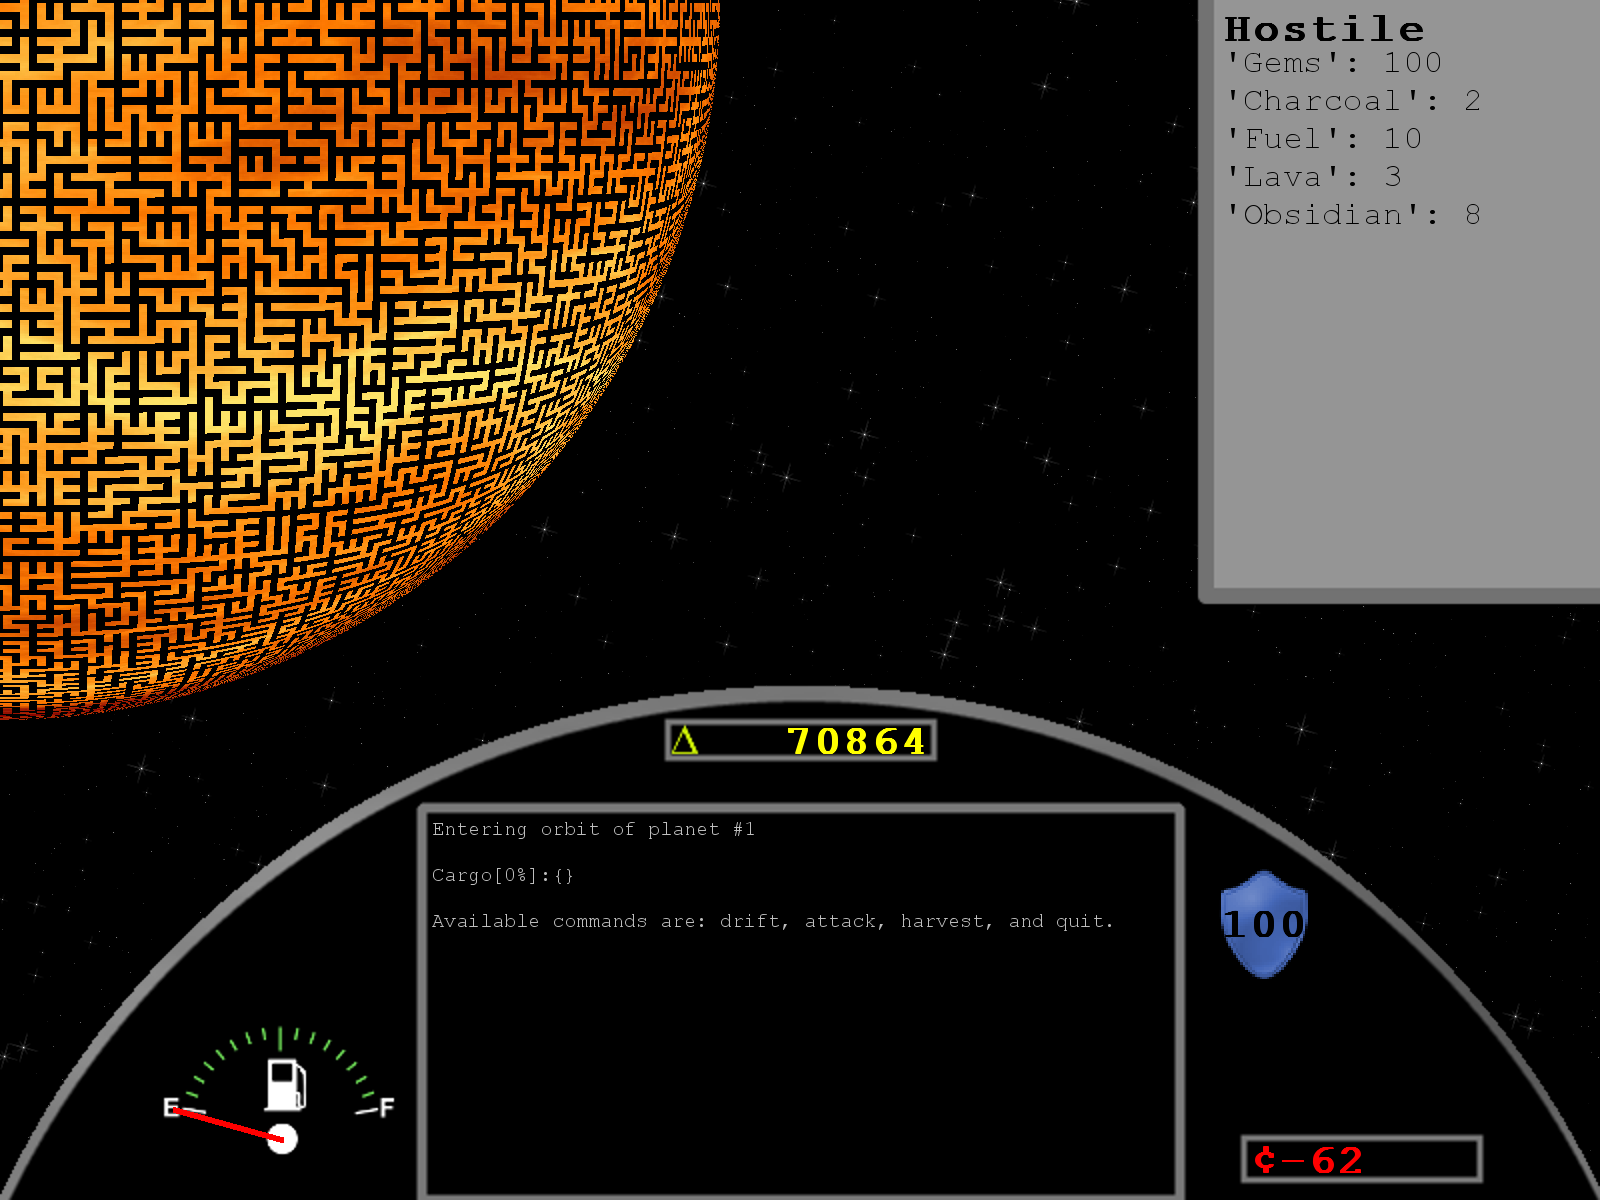 Hostile
'Gems': 100
'Charcoal': 2
'Fuel': 10
'Lava': 3
'Obsidian': 8
Δ 70864
Entering orbit of planet #1
Cargo[0%]:{}
Available commands are: drift, attack, harvest, and quit.
100
E F
¢-62